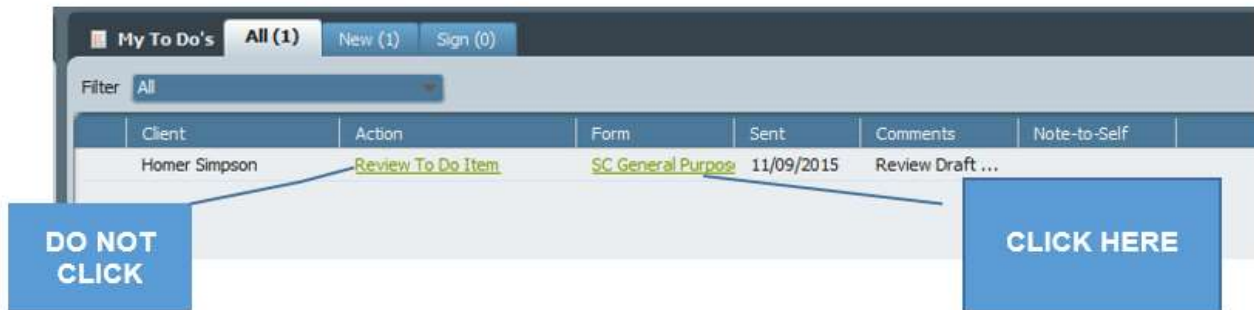 My To Do's All (1) New (1) Sign (0)
Filter All
Client Action Form Sent Comments Note-to-Self
Homer Simpson Review To Do Item SC General Purpose 11/09/2015 Review Draft ...
DO NOT
CLICK
CLICK HERE